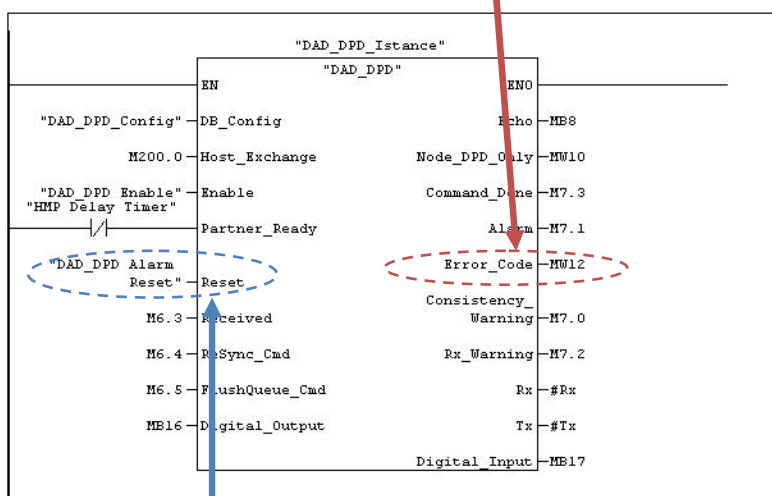 "DAD_DPD_Istance"
"DAD_DPD"
EN ENO
"DAD_DPD_Config" DB_Config Echo MB8
M200.0 Host_Exchange Node_DPD_Only MW10
"DAD_DPD Enable" Enable Command_Done M7.3
"HMP Delay Timer"
Partner_Ready Alarm M7.1
"DAD_DPD Alarm Error_Code MW12
Reset" Reset
Consistency_
M6.3 Received Warning M7.0
M6.4 ReSync_Cmd Rx_Warning M7.2
M6.5 FlushQueue_Cmd Rx #Rx
MB16 Digital_Output Tx #Tx
Digital_Input MB17